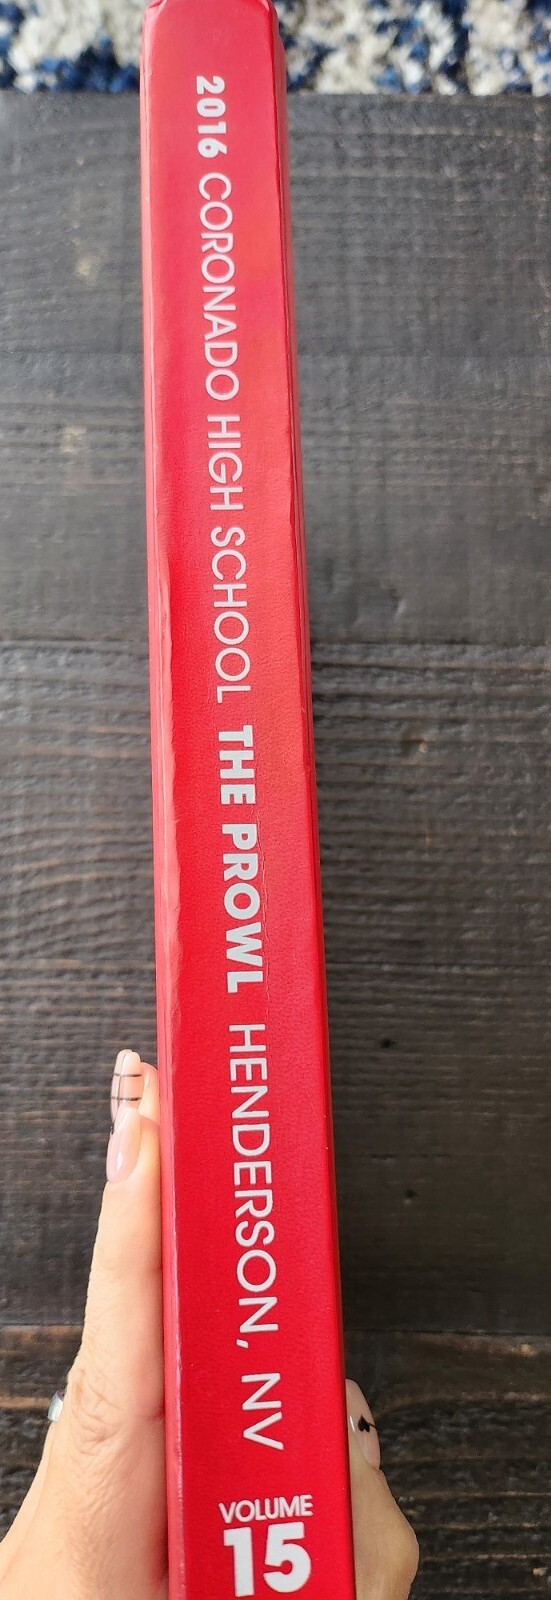 2016 CORONADO HIGH SCHOOL THE PROWL HENDERSON, NV
VOLUME
15